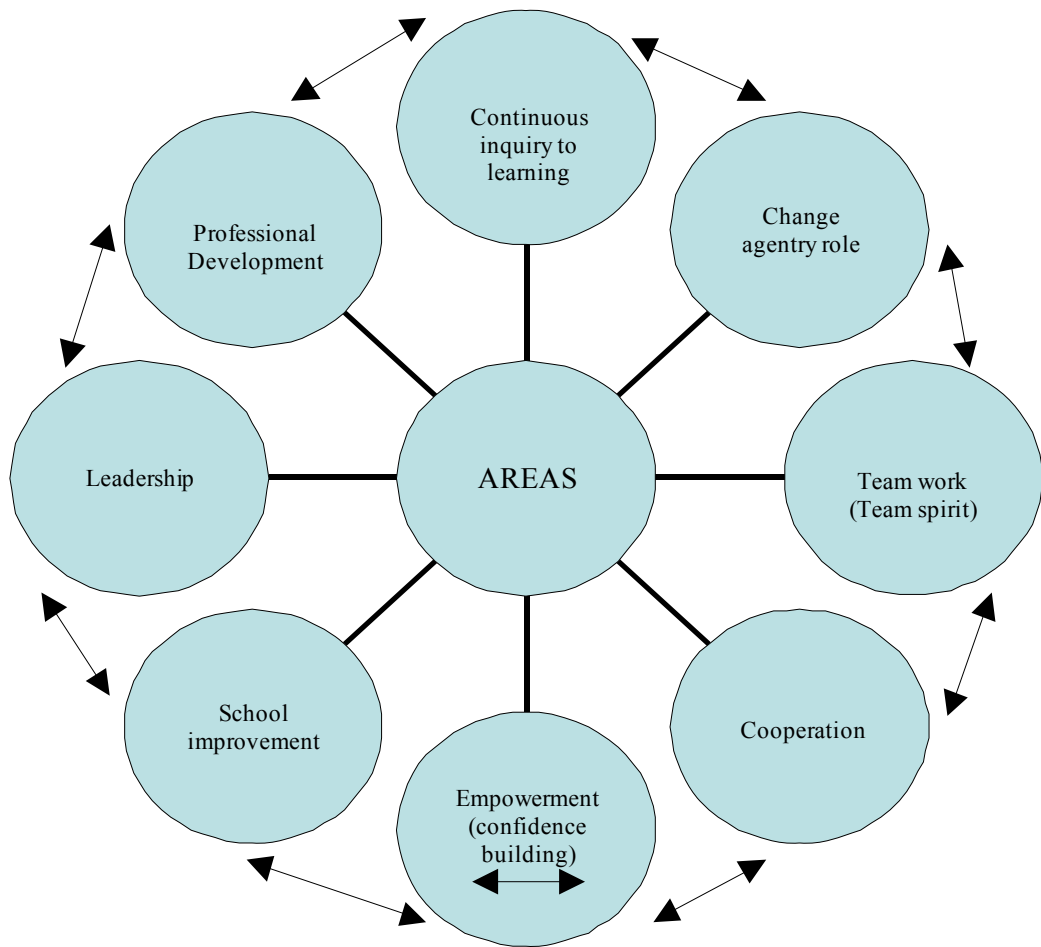 Continuous
inquiry to
learning
Change
agentry role
Professional
Development
Leadership
AREAS
Team work
(Team spirit)
School
improvement
Cooperation
Empowerment
(confidence
building)